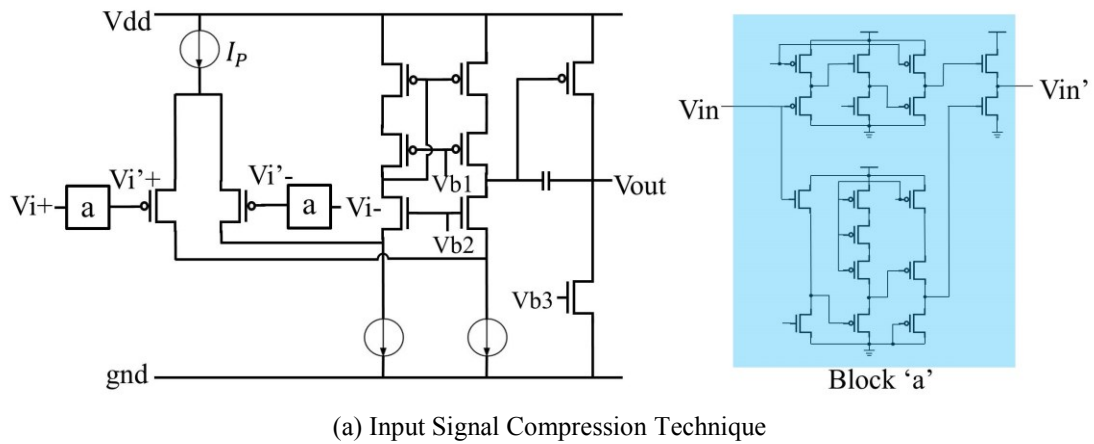 Vdd
I_P
Vi'+
Vi'-
Vi+
a
a
Vi-
Vb1
Vb2
Vout
Vb3
gnd
Vin
Vin'
Block ‘a’
(a) Input Signal Compression Technique